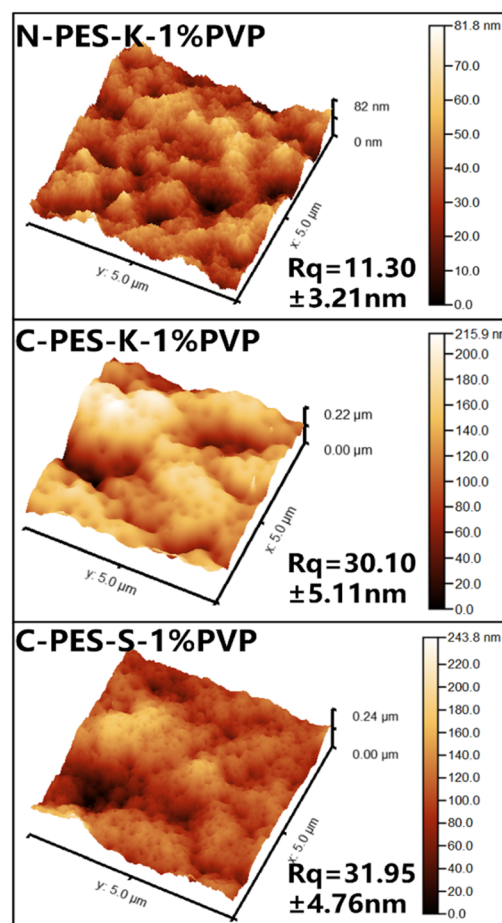 N-PES-K-1%PVP
81.8 nm
70.0
60.0
50.0
40.0
30.0
20.0
10.0
0.0
82 nm
0 nm
x: 5.0 µm
y: 5.0 µm
Rq=11.30
±3.21nm
C-PES-K-1%PVP
215.9 n
200.0
180.0
160.0
140.0
120.0
100.0
80.0
60.0
40.0
20.0
0.0
0.22 µm
0.00 µm
x: 5.0 µm
y: 5.0 µm
Rq=30.10
±5.11nm
C-PES-S-1%PVP
243.8 nm
220.0
200.0
180.0
160.0
140.0
120.0
100.0
80.0
60.0
40.0
20.0
0.0
0.24 µm
0.00 µm
x: 5.0 µm
y: 5.0 µm
Rq=31.95
±4.76nm